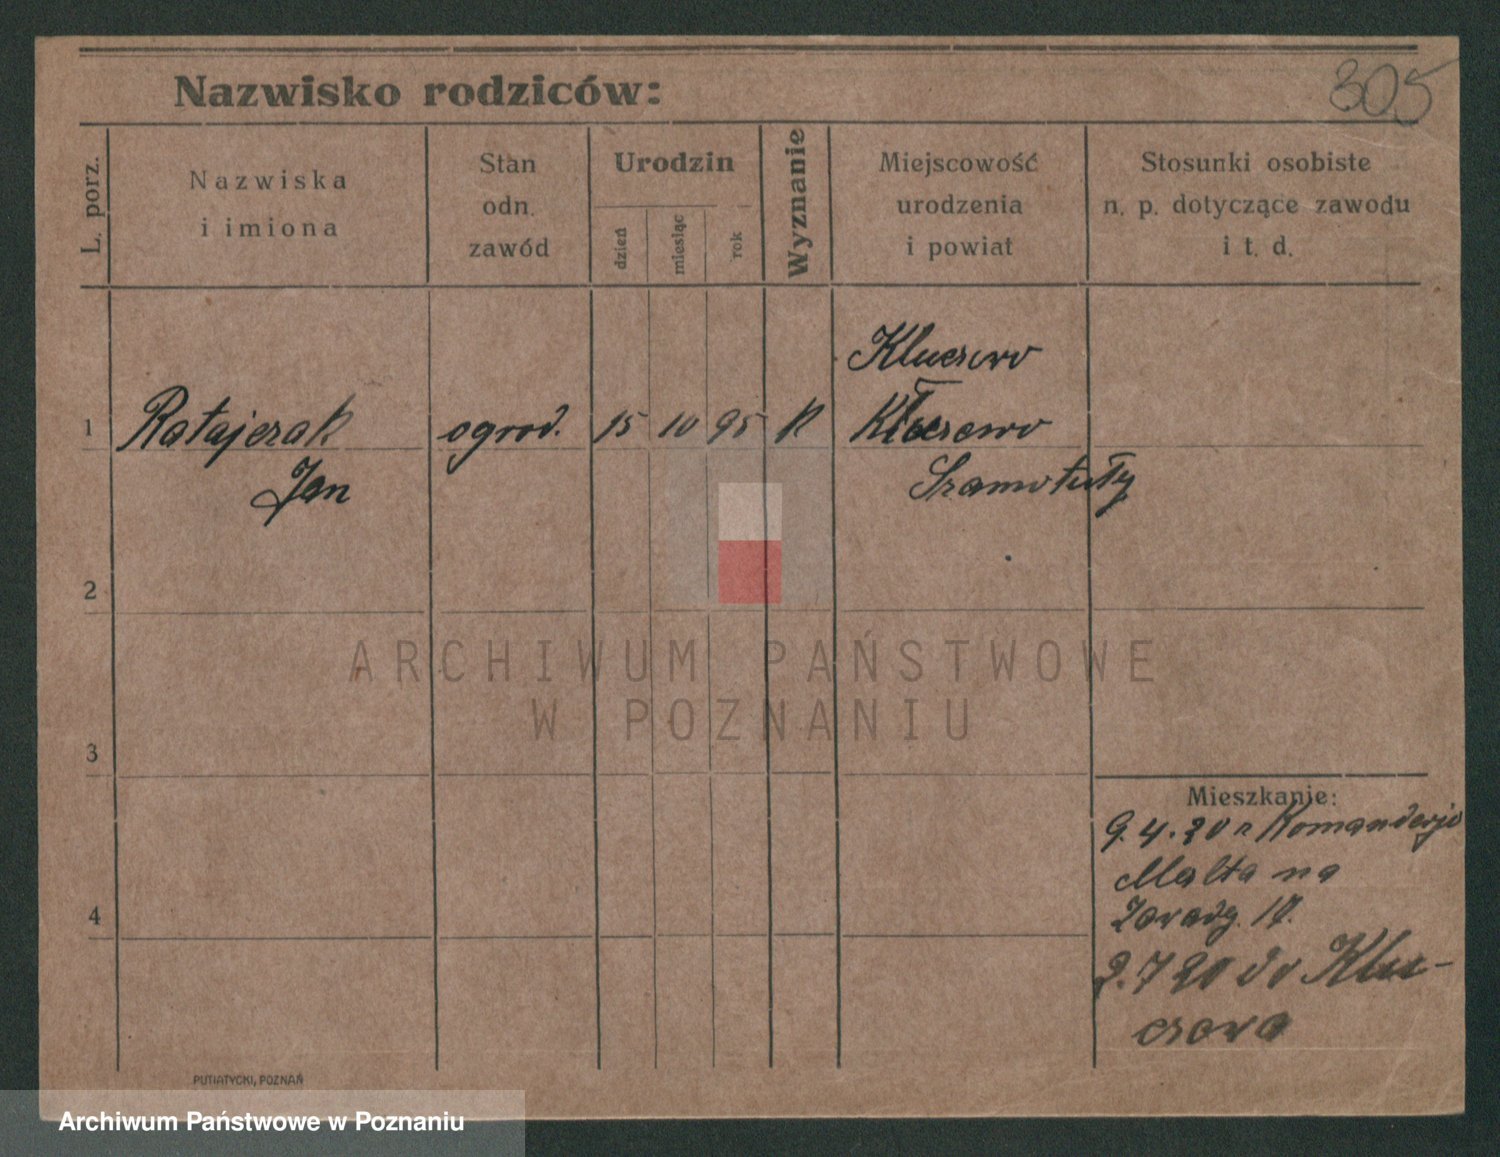 305
Nazwisko rodziców:
L. porz.
Nazwiska
i imiona
Stan
odn.
zawód
Urodzin
dzień
miesiąc
rok
Wyznanie
Miejscowość
urodzenia
i powiat
Stosunki osobiste
n. p. dotyczące zawodu
i t. d.
Kluczewo
1 Ratajczak ogrod. 15 10 95 K
Jan
Szamotuły
2
ARCHIWUM PAŃSTWOWE
W POZNANIU
3
Mieszkanie:
9.4.20 z Komanderja
Malta na
17.
4
2.7 20 do Klu-
czewa
PUTIATYCKI, POZNAŃ
Archiwum Państwowe w Poznaniu